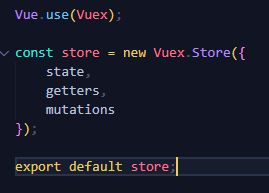 Vue.use(Vuex);
const store = new Vuex.Store({
    state,
    getters,
    mutations
});
export default store;